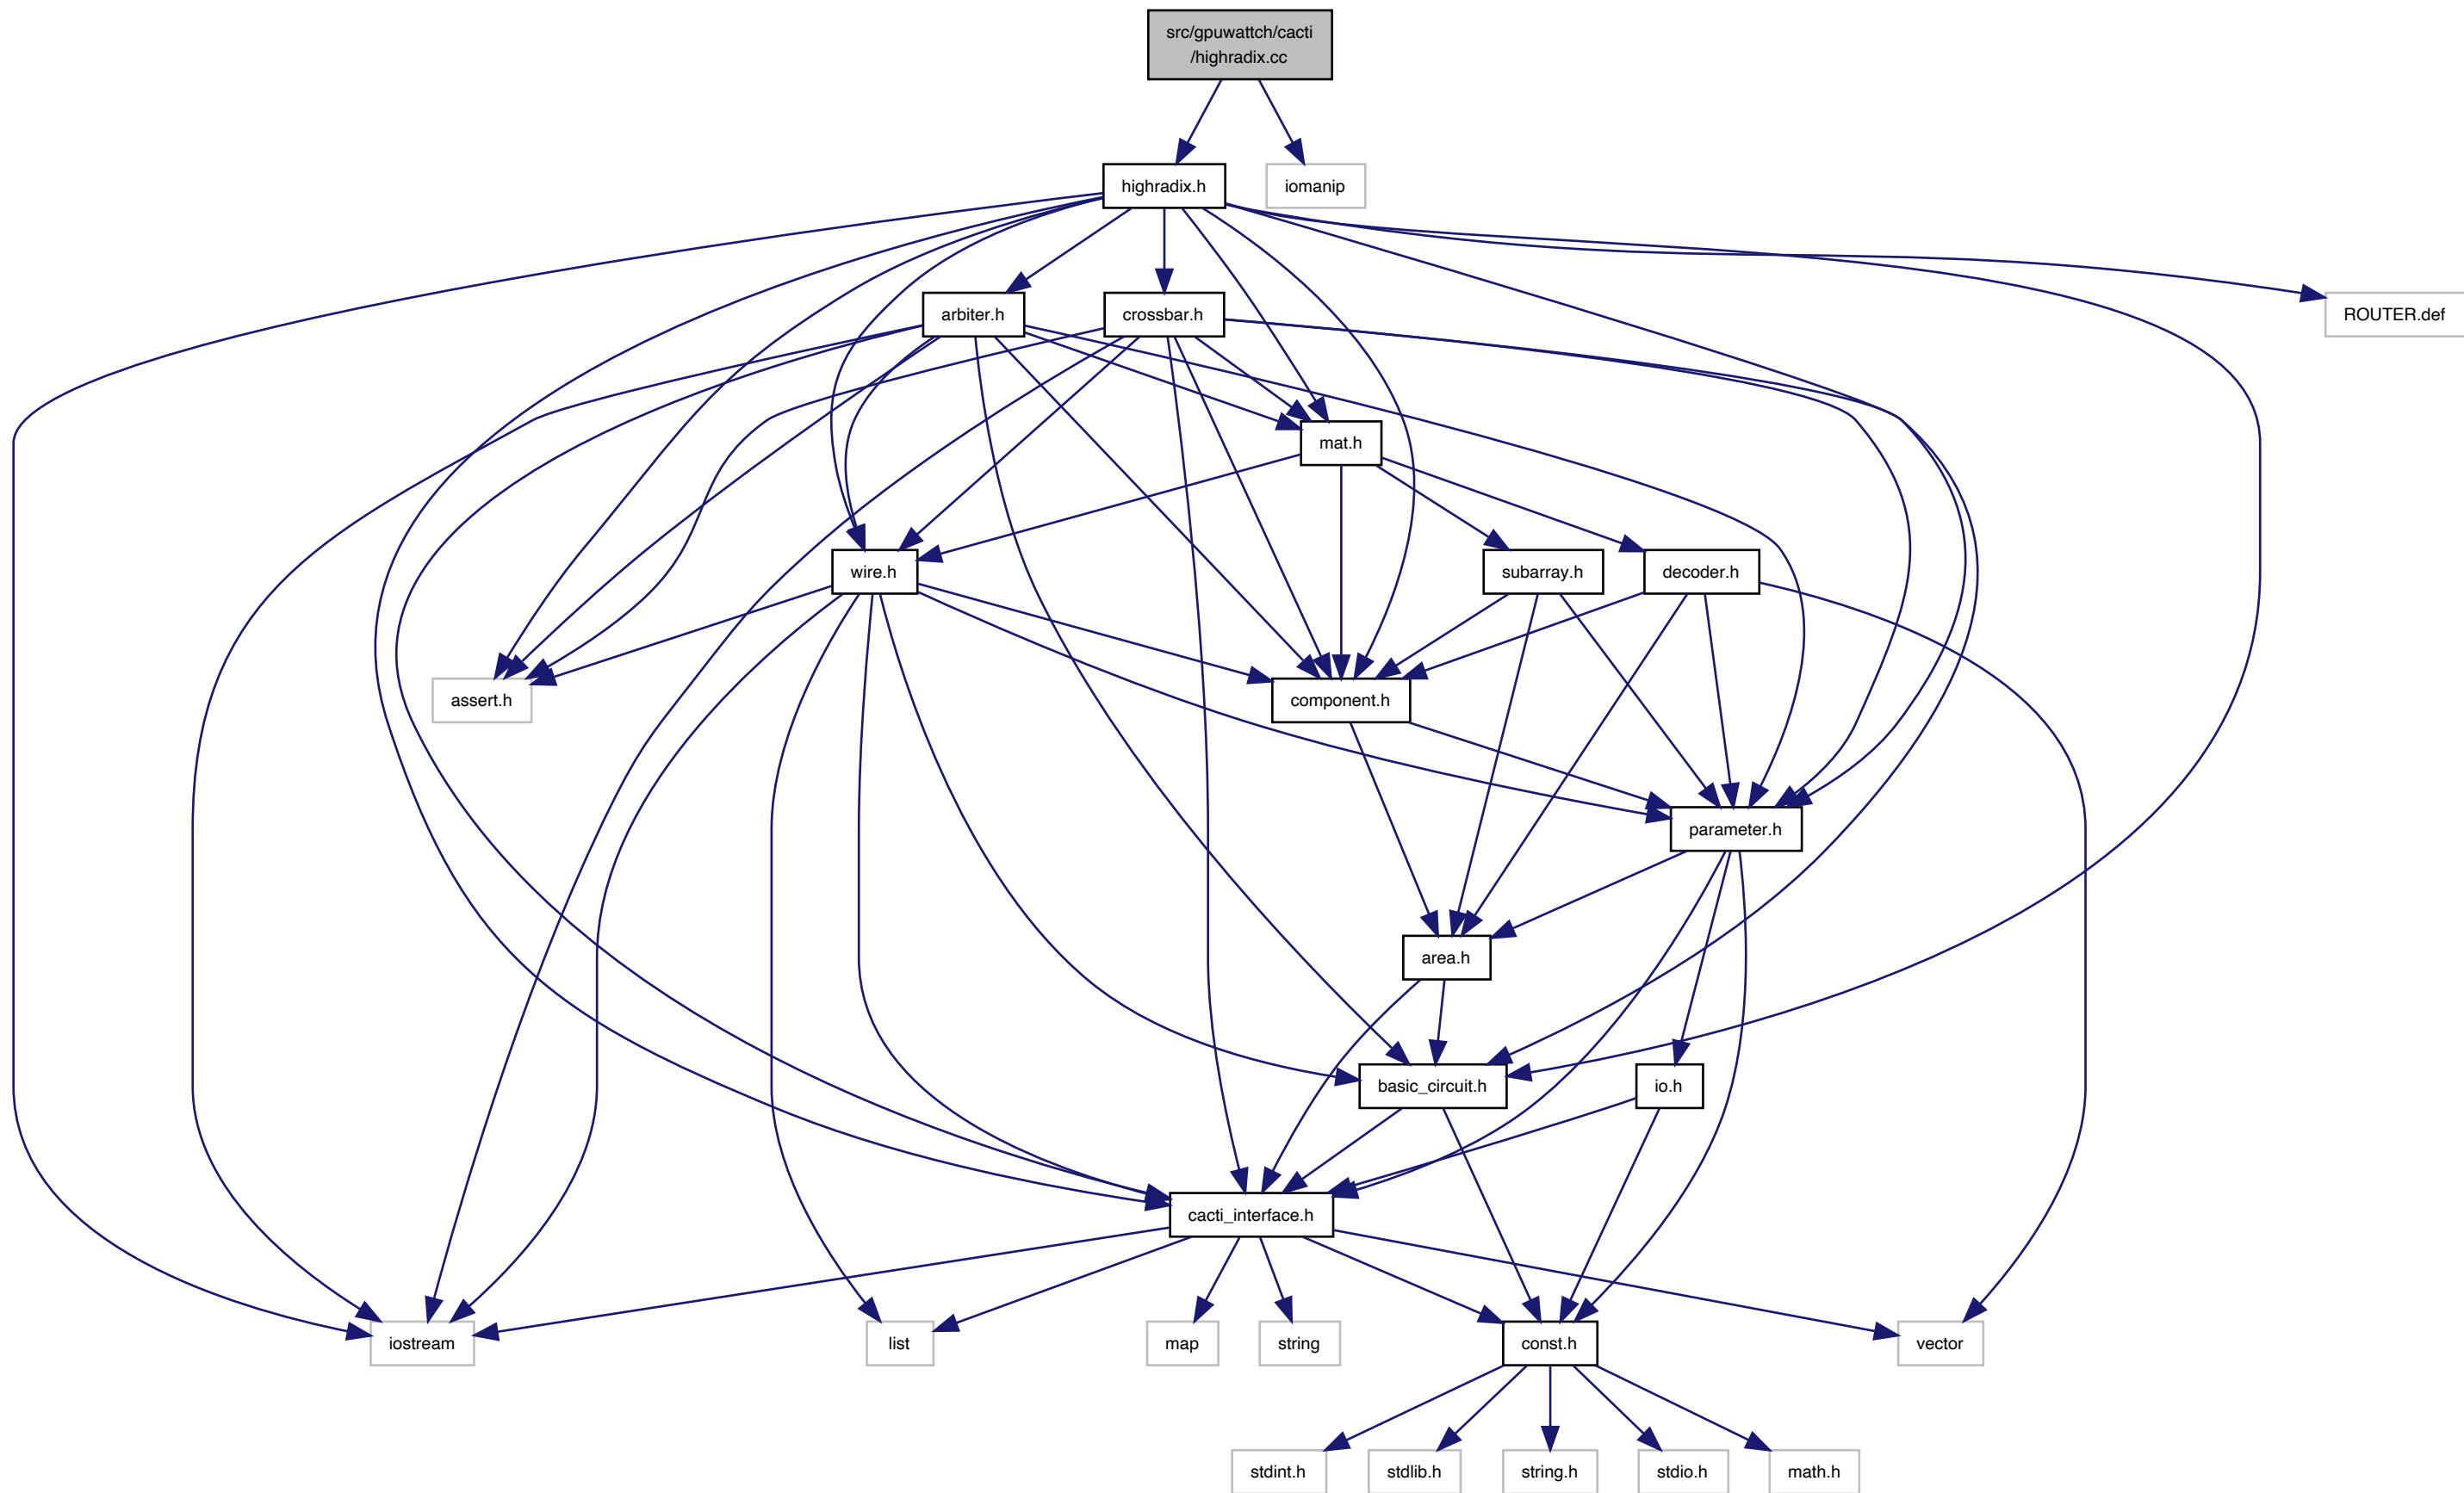 src/gpuwattch/cacti
/highradix.cc
highradix.h
iomanip
arbiter.h
crossbar.h
ROUTER.def
mat.h
wire.h
subarray.h
decoder.h
assert.h
component.h
parameter.h
area.h
basic_circuit.h
io.h
cacti_interface.h
iostream
list
map
string
const.h
vector
stdint.h
stdlib.h
string.h
stdio.h
math.h